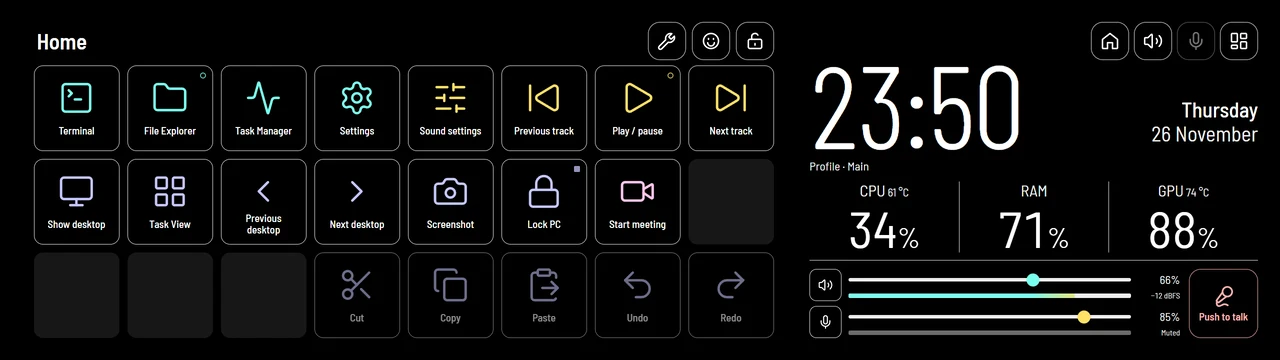 Home
Terminal
File Explorer
Task Manager
Settings
Sound settings
Previous track
Play / pause
Next track
Show desktop
Task View
Previous
desktop
Next desktop
Screenshot
Lock PC
Start meeting
Cut
Copy
Paste
Undo
Redo
23:50
Thursday
26 November
Profile · Main
CPU 61 °C
RAM
GPU 74 °C
34%
71%
88%
66%
−12 dBFS
85%
Muted
Push to talk